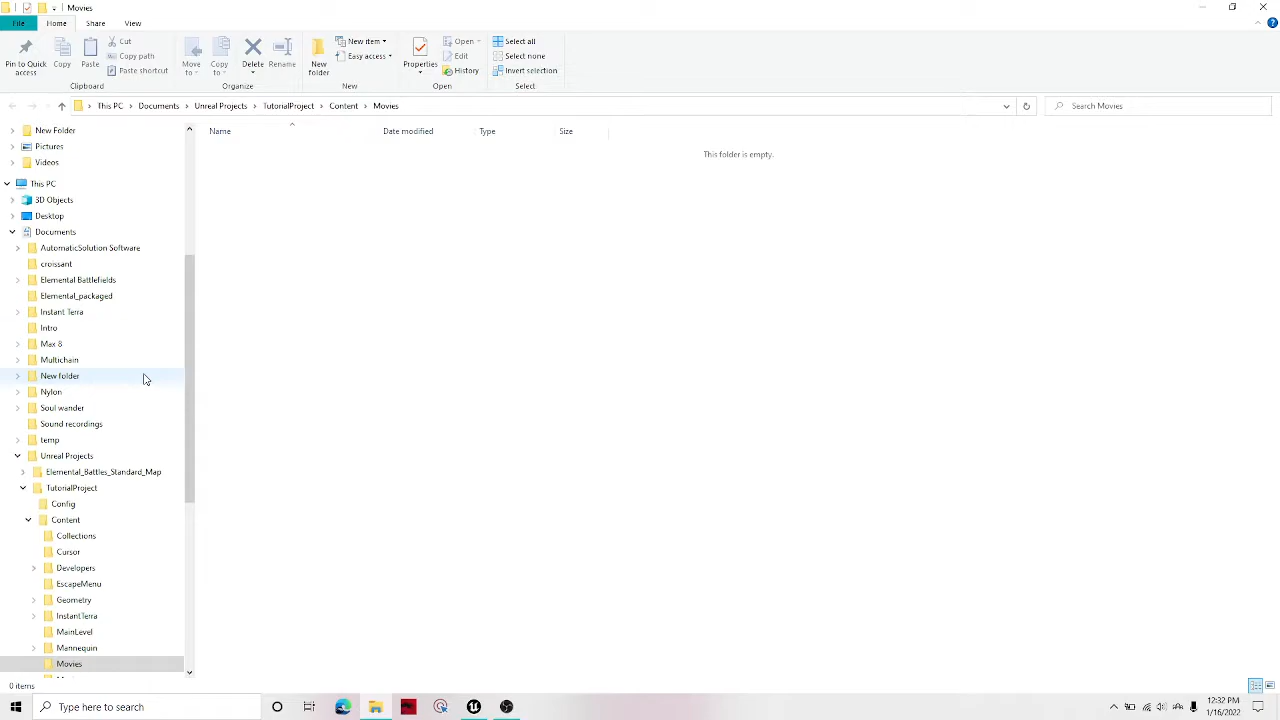 Movies
File Home Share View
Pin to Quick access
Copy
Paste
Cut
Copy path
Paste shortcut
Clipboard
Move to
Copy to
Delete
Rename
Organize
New folder
New item
Easy access
New
Properties
Open
Edit
History
Open
Select all
Select none
Invert selection
Select
This PC > Documents > Unreal Projects > TutorialProject > Content > Movies
Search Movies
Name Date modified Type Size
This folder is empty.
New Folder
Pictures
Videos
This PC
3D Objects
Desktop
Documents
AutomaticSolution Software
croissant
Elemental Battlefields
Elemental_packaged
Instant Terra
Intro
Max 8
Multichain
New folder
Nylon
Soul wander
Sound recordings
temp
Unreal Projects
Elemental_Battles_Standard_Map
TutorialProject
Config
Content
Collections
Cursor
Developers
EscapeMenu
Geometry
InstantTerra
MainLevel
Mannequin
Movies
0 items
Type here to search
12:32 PM
1/16/2022